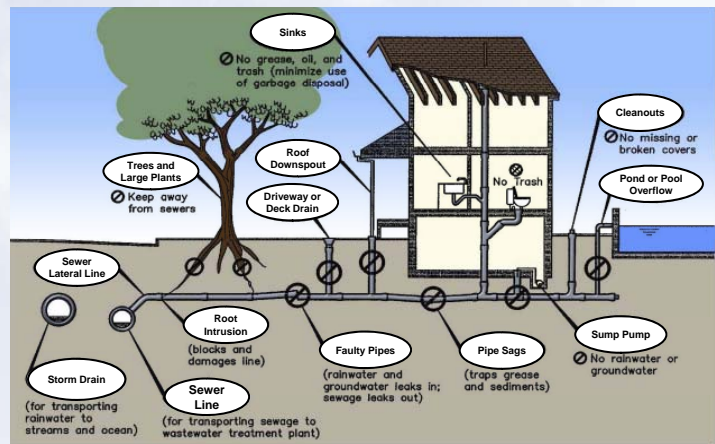 Sinks
No grease, oil, and
trash (minimize use
of garbage disposal)
Cleanouts
No missing or
broken covers
Trees and
Large Plants
Keep away
from sewers
Roof
Downspout
Driveway or
Deck Drain
No Trash
Pond or Pool
Overflow
Sewer
Lateral Line
Root
Intrusion
(blocks and
damages line)
Faulty Pipes
(rainwater and
groundwater leaks in;
sewage leaks out)
Pipe Sags
(traps grease
and sediments)
Sump Pump
No rainwater or
groundwater
Storm Drain
(for transporting
rainwater to
streams and ocean)
Sewer
Line
(for transporting sewage to
wastewater treatment plant)